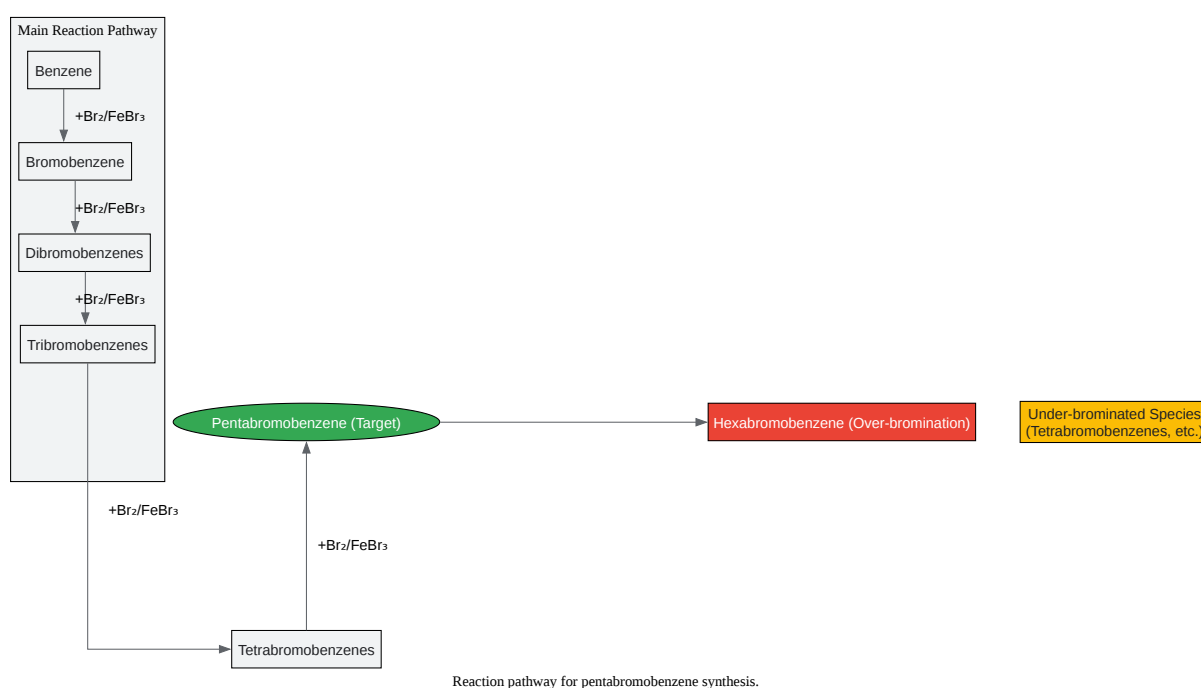 Main Reaction Pathway
Benzene
+Br₂/FeBr₃
Bromobenzene
+Br₂/FeBr₃
Dibromobenzenes
+Br₂/FeBr₃
Tribromobenzenes
Pentabromobenzene (Target)
Hexabromobenzene (Over-bromination)
Under-brominated Species
(Tetrabromobenzenes, etc.)
+Br₂/FeBr₃
+Br₂/FeBr₃
Tetrabromobenzenes
Reaction pathway for pentabromobenzene synthesis.